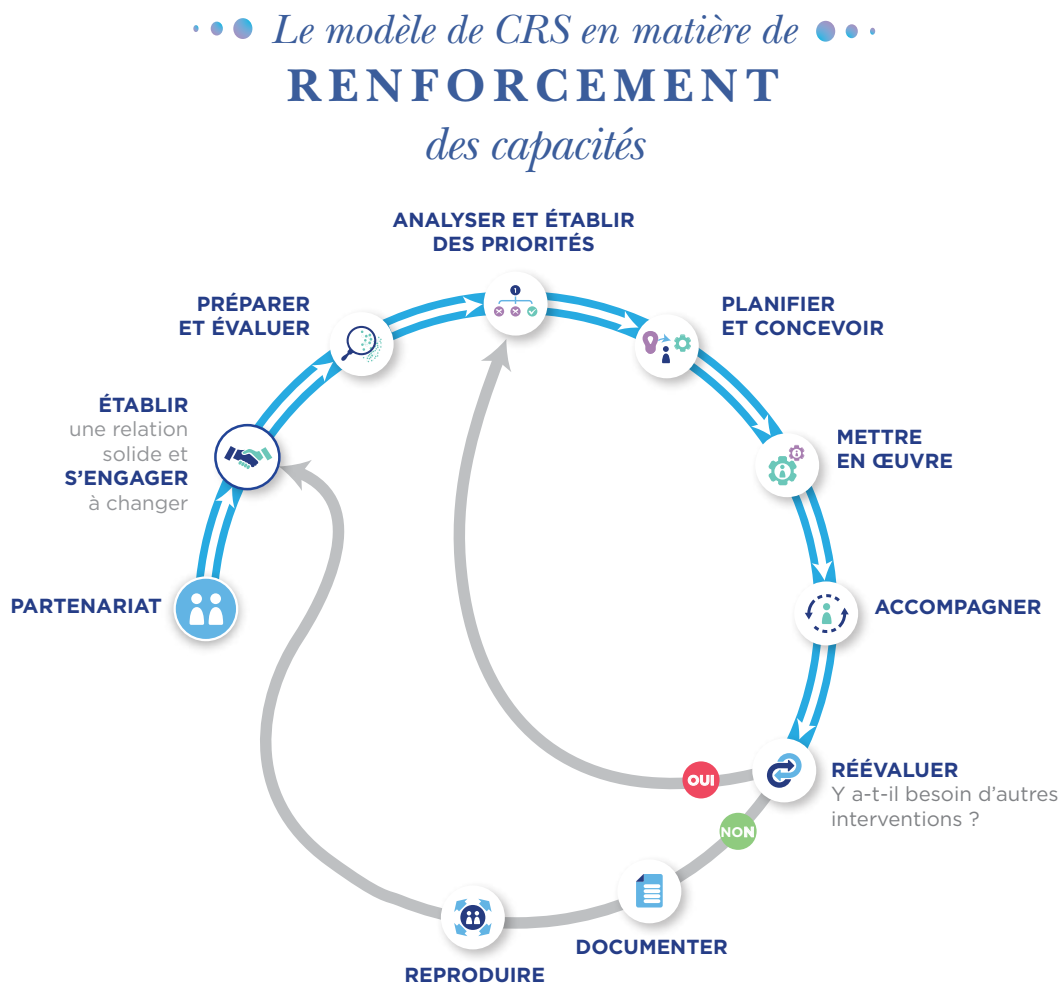 Le modèle de CRS en matière de
RENFORCEMENT
des capacités
ANALYSER ET ÉTABLIR
DES PRIORITÉS
1
PRÉPARER
ET ÉVALUER
PLANIFIER
ET CONCEVOIR
ÉTABLIR
une relation
solide et
S'ENGAGER
à changer
METTRE
EN ŒUVRE
PARTENARIAT
ACCOMPAGNER
RÉÉVALUER
Y a-t-il besoin d'autres
interventions ?
OUI
NON
DOCUMENTER
REPRODUIRE